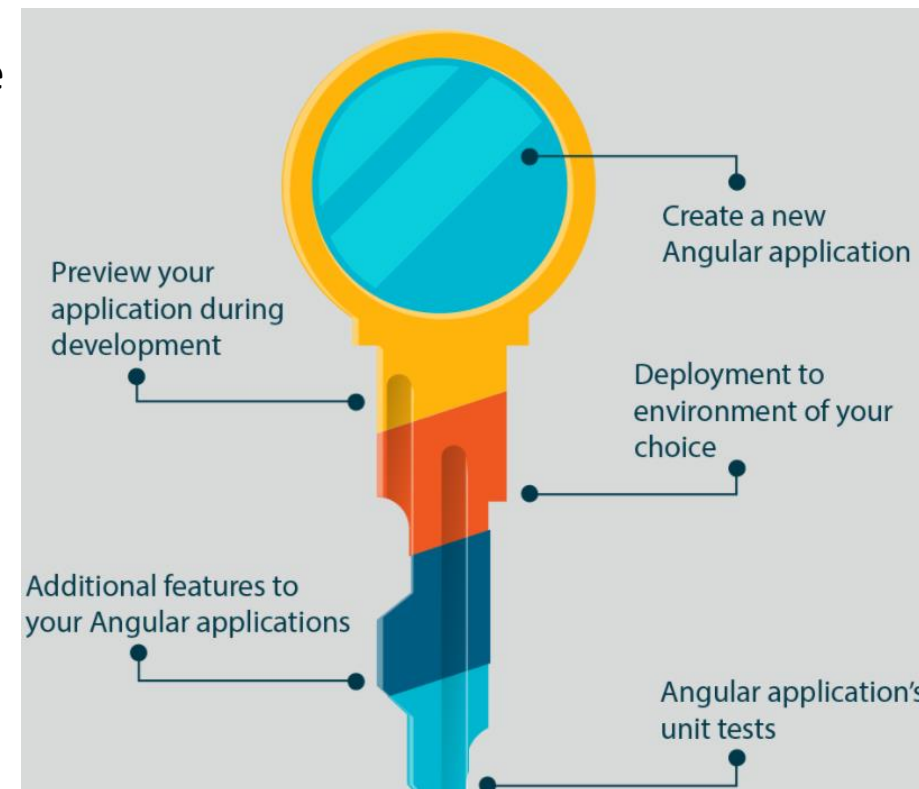 Create a new
Angular application
Preview your
application during
development
Deployment to
environment of your
choice
Additional features to
your Angular applications
Angular application's
unit tests